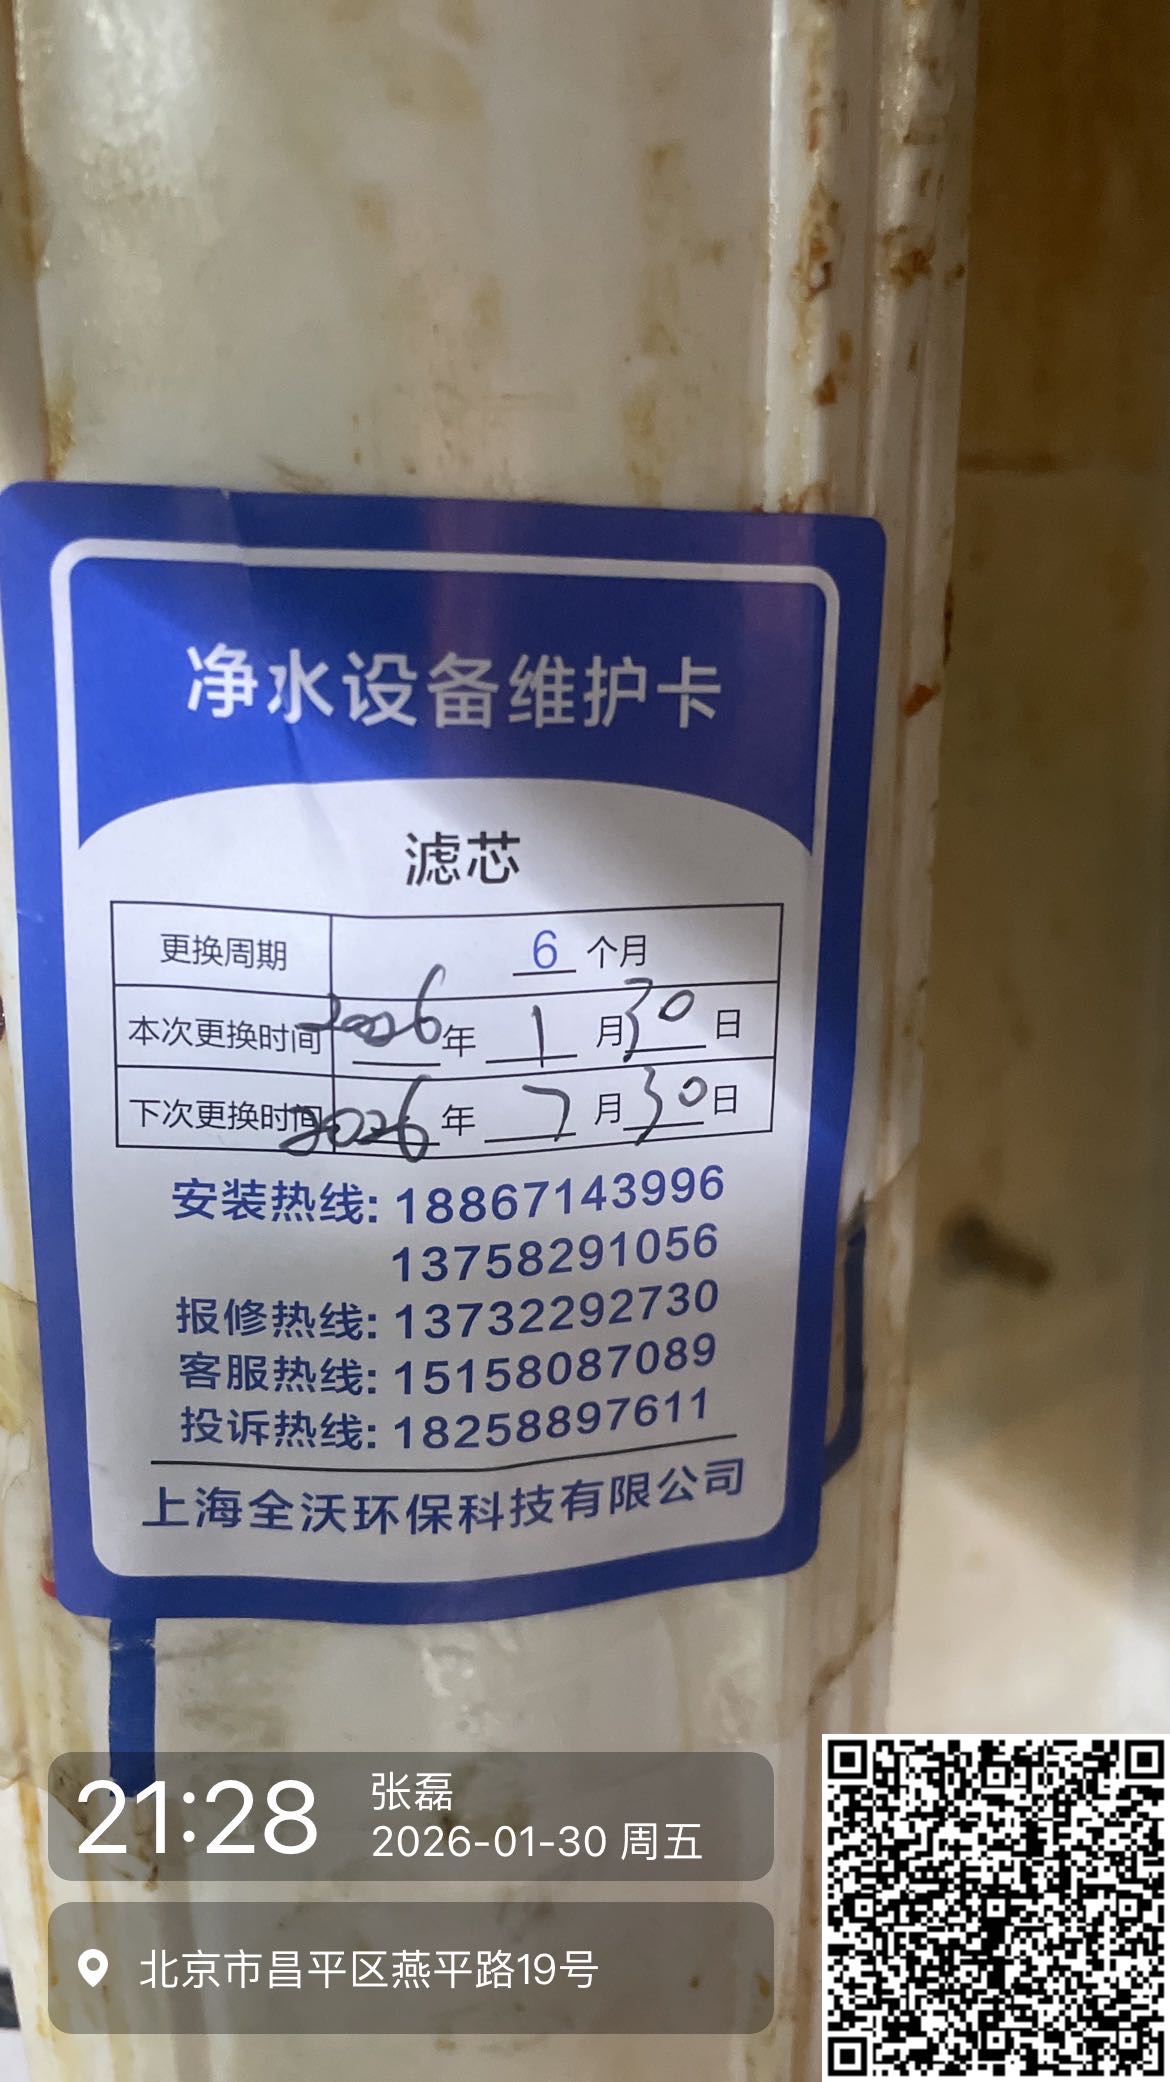 净水设备维护卡
滤芯
更换周期 6 个月
本次更换时间 2026年 1 月 30 日
下次更换时间 2026年 7 月 30 日
安装热线: 18867143996
13758291056
报修热线: 13732292730
客服热线: 15158087089
投诉热线: 18258897611
上海全沃环保科技有限公司
21:28
张磊
2026-01-30 周五
北京市昌平区燕平路19号